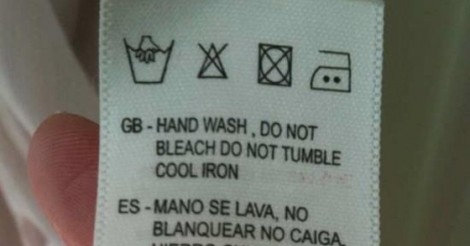 GB - HAND WASH , DO NOT
BLEACH DO NOT TUMBLE
COOL IRON
ES - MANO SE LAVA, NO
BLANQUEAR NO CAIGA,